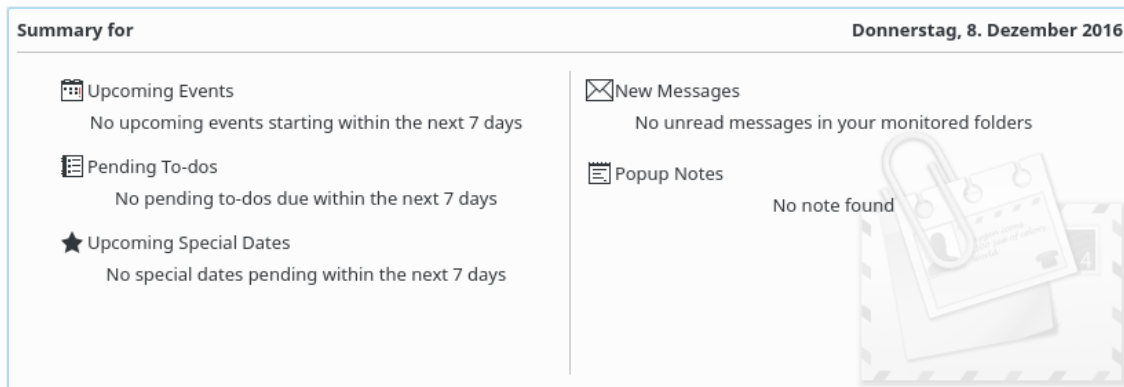 Summary for
Donnerstag, 8. Dezember 2016
Upcoming Events
No upcoming events starting within the next 7 days
Pending To-dos
No pending to-dos due within the next 7 days
Upcoming Special Dates
No special dates pending within the next 7 days
New Messages
No unread messages in your monitored folders
Popup Notes
No note found
4